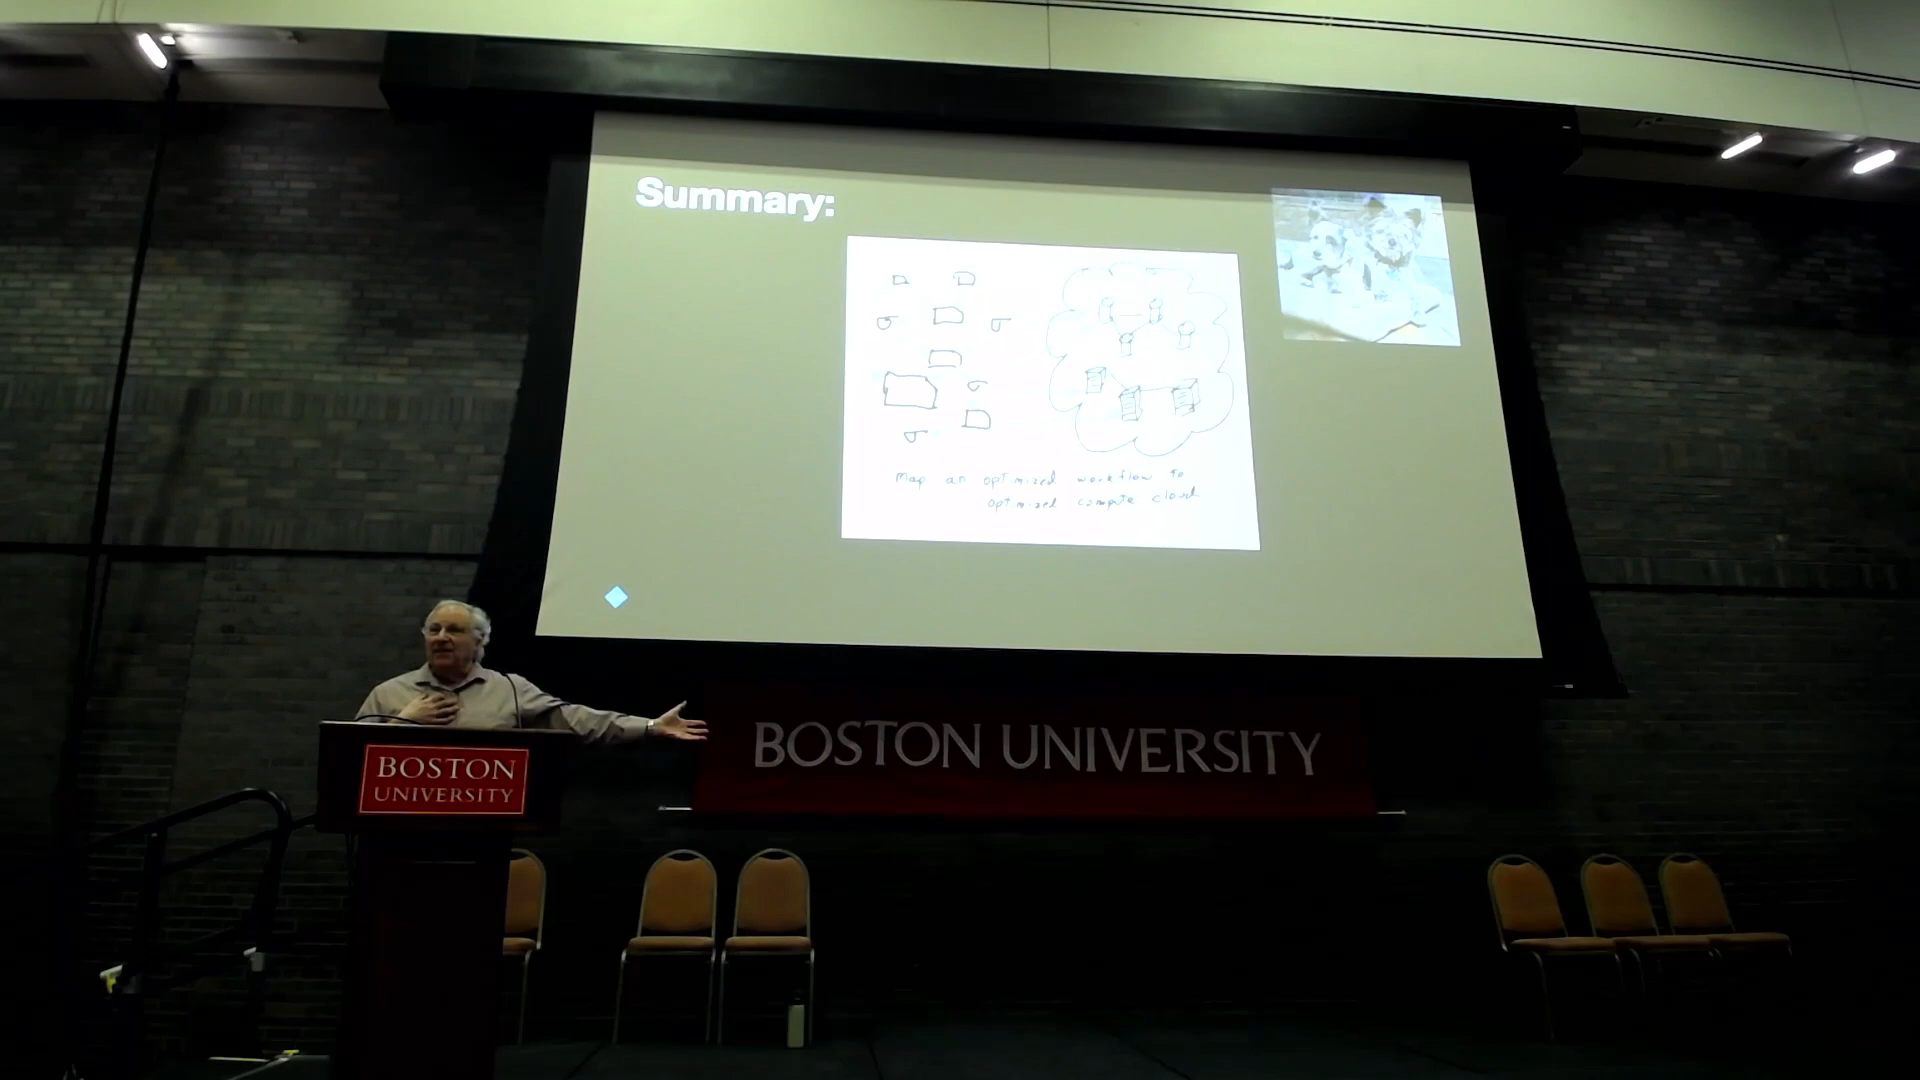 Summary:
Map an optimized workflow to
optimized compute cloud
BOSTON UNIVERSITY
BOSTON
UNIVERSITY